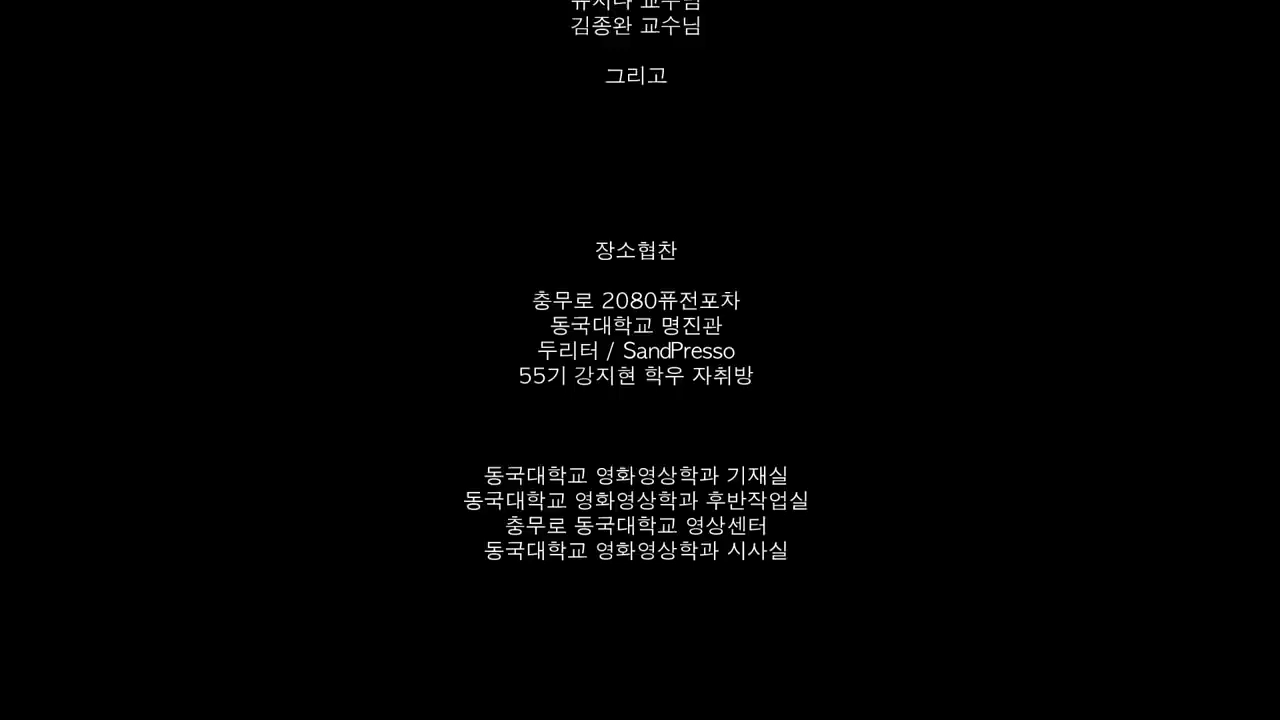 교수님
김종완 교수님
그리고
장소협찬
충무로 2080퓨전포차
동국대학교 명진관
두리터 / SandPresso
55기 강지현 학우 자취방
동국대학교 영화영상학과 기재실
동국대학교 영화영상학과 후반작업실
충무로 동국대학교 영상센터
동국대학교 영화영상학과 시사실